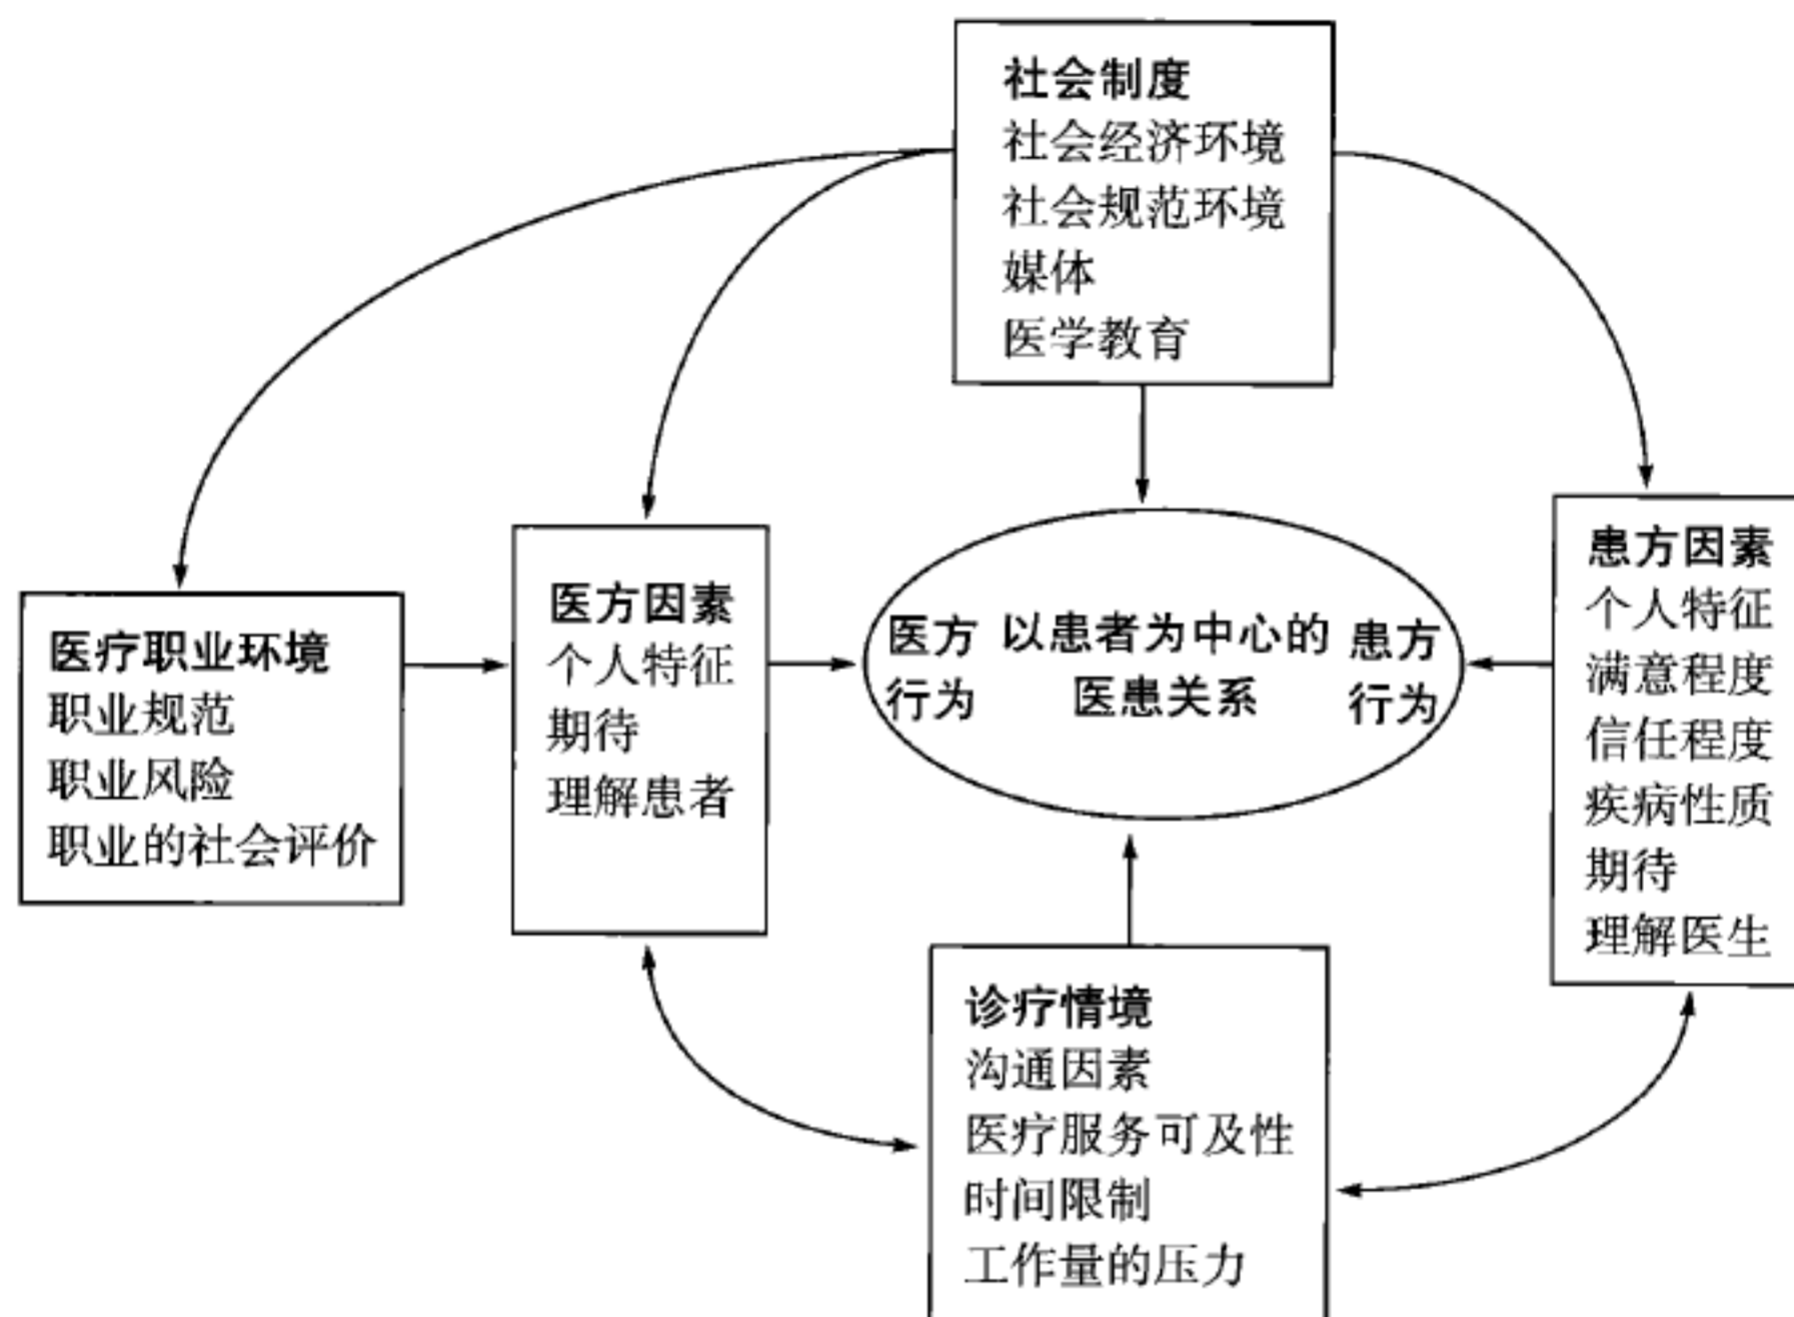 社会制度
社会经济环境
社会规范环境
媒体
医学教育
医疗职业环境
职业规范
职业风险
职业的社会评价
医方因素
个人特征
期待
理解患者
医方
行为
以患者为中心的
医患关系
患方
行为
患方因素
个人特征
满意程度
信任程度
疾病性质
期待
理解医生
诊疗情境
沟通因素
医疗服务可及性
时间限制
工作量的压力